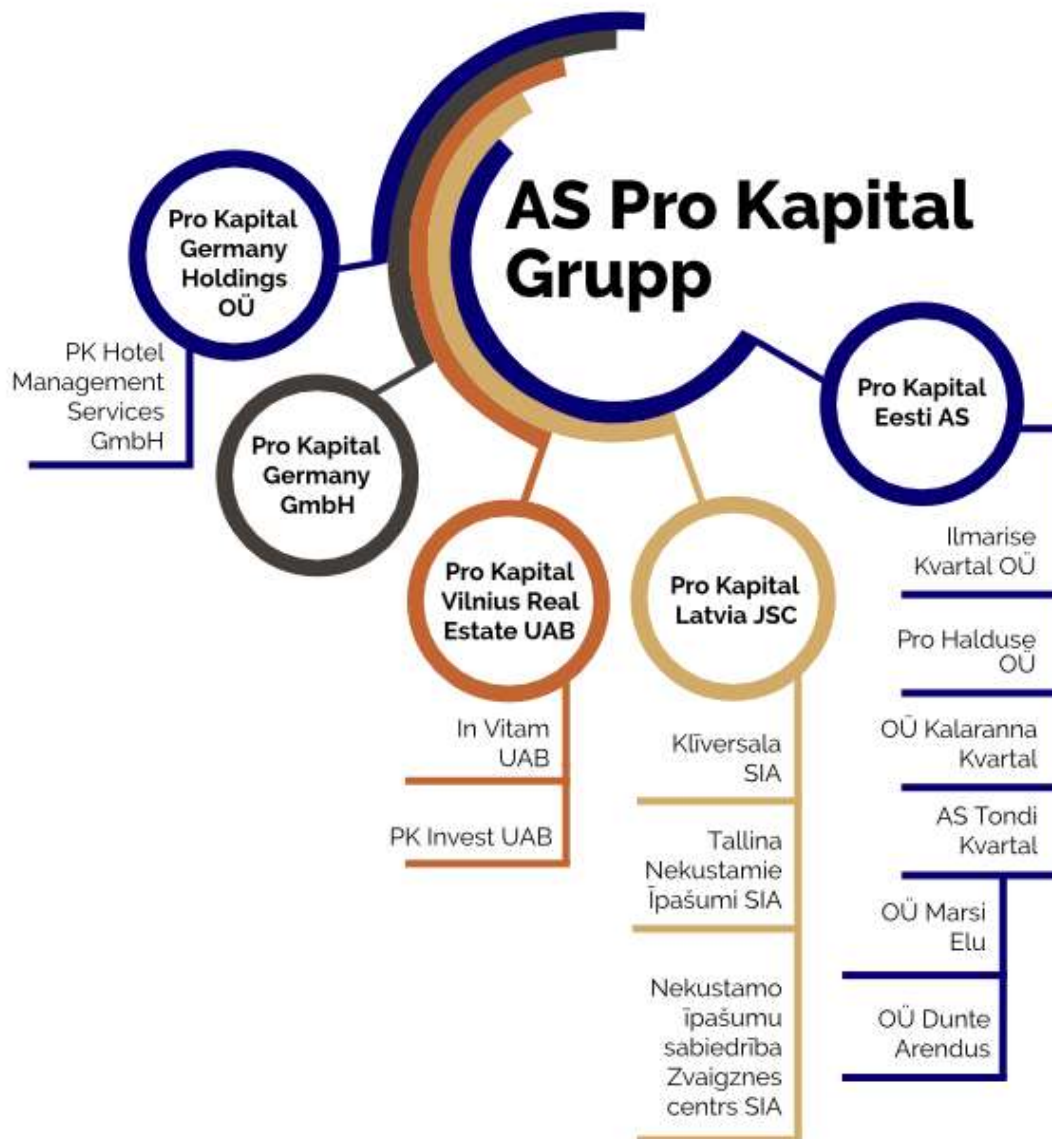 AS Pro Kapital
Grupp
Pro Kapital
Germany
Holdings
OÜ
PK Hotel
Management
Services
GmbH
Pro Kapital
Germany
GmbH
Pro Kapital
Vilnius Real
Estate UAB
In Vitam
UAB
PK Invest UAB
Pro Kapital
Latvia JSC
Klīversala
SIA
Tallina
Nekustamie
Īpašumi SIA
Nekustamo
īpašumu
sabiedrība
Zvaigznes
centrs SIA
Pro Kapital
Eesti AS
Ilmarise
Kvartal OÜ
Pro Halduse
OÜ
OÜ Kalaranna
Kvartal
AS Tondi
Kvartal
OÜ Marsi
Elu
OÜ Dunte
Arendus